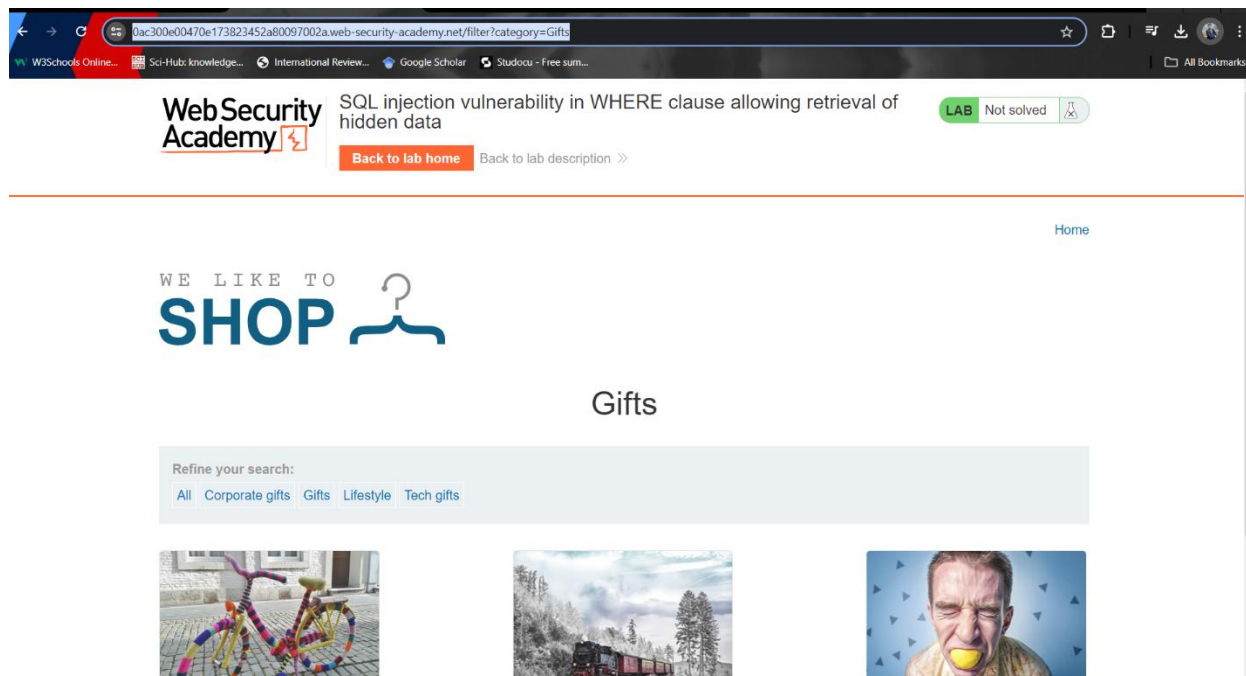 0ac300e00470e173823452a80097002a.web-security-academy.net/filter?category=Gifts
W3Schools Online... Sci-Hub: knowledge... International Review... Google Scholar Studocu - Free sum... All Bookmarks
Web Security
Academy
SQL injection vulnerability in WHERE clause allowing retrieval of
hidden data
LAB Not solved
Back to lab home Back to lab description
Home
WE LIKE TO
SHOP
Gifts
Refine your search:
All Corporate gifts Gifts Lifestyle Tech gifts